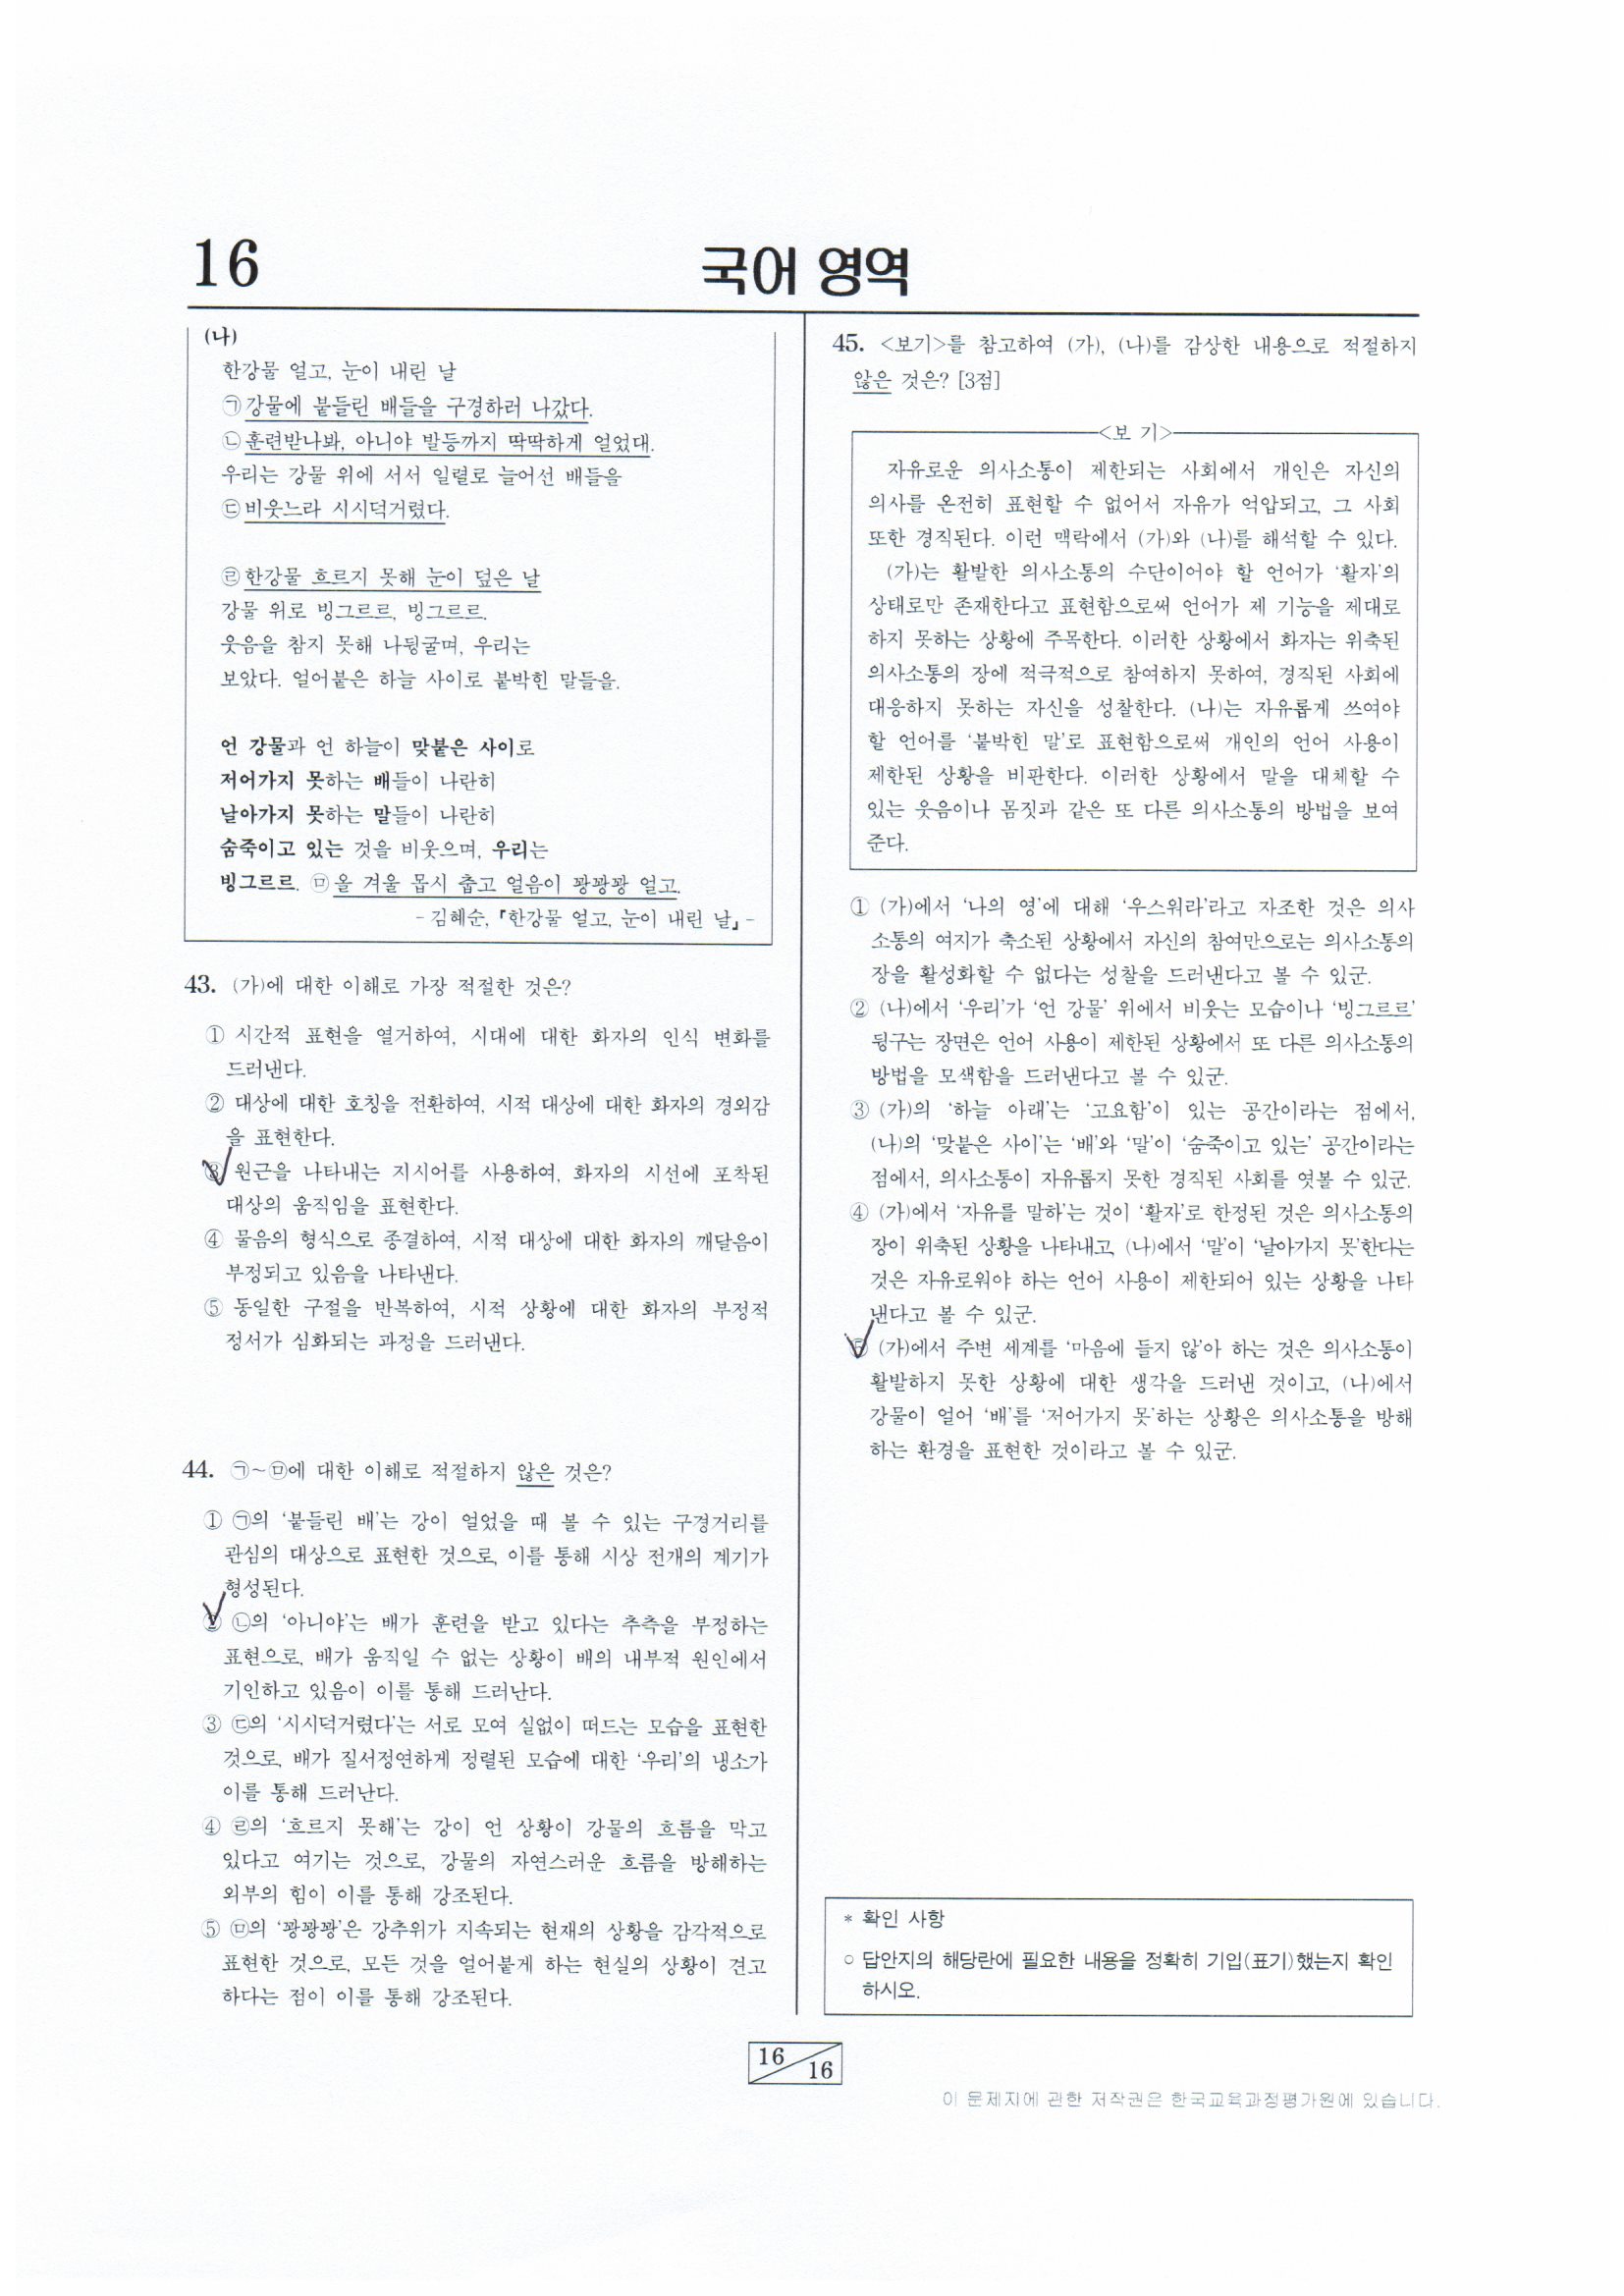 16
국어 영역
(나)
한강물 얼고, 눈이 내린 날
㉠강물에 붙들린 배들을 구경하러 나갔다.
㉡훈련받나봐, 아니야 발등까지 딱딱하게 얼었대.
우리는 강물 위에 서서 일렬로 늘어선 배들을
㉢비웃느라 시시덕거렸다.
㉣한강물 흐르지 못해 눈이 덮은 날
강물 위로 빙그르르, 빙그르르.
웃음을 참지 못해 나뒹굴며, 우리는
보았다. 얼어붙은 하늘 사이로 붙박힌 말들을.
언 강물과 언 하늘이 맞붙은 사이로
저어가지 못하는 배들이 나란히
날아가지 못하는 말들이 나란히
숨죽이고 있는 것을 비웃으며, 우리는
빙그르르. ㉤올 겨울 몹시 춥고 얼음이 꽝꽝꽝 얼고.
- 김혜순, 「한강물 얼고, 눈이 내린 날」 -
43. (가)에 대한 이해로 가장 적절한 것은?
① 시간적 표현을 열거하여, 시대에 대한 화자의 인식 변화를
드러낸다.
② 대상에 대한 호칭을 전환하여, 시적 대상에 대한 화자의 경외감
을 표현한다.
③ 원근을 나타내는 지시어를 사용하여, 화자의 시선에 포착된
대상의 움직임을 표현한다.
④ 물음의 형식으로 종결하여, 시적 대상에 대한 화자의 깨달음이
부정되고 있음을 나타낸다.
⑤ 동일한 구절을 반복하여, 시적 상황에 대한 화자의 부정적
정서가 심화되는 과정을 드러낸다.
44. ㉠~㉤에 대한 이해로 적절하지 않은 것은?
① ㉠의 '붙들린 배'는 강이 얼었을 때 볼 수 있는 구경거리를
관심의 대상으로 표현한 것으로, 이를 통해 시상 전개의 계기가
형성된다.
② ㉡의 '아니야'는 배가 훈련을 받고 있다는 추측을 부정하는
표현으로, 배가 움직일 수 없는 상황이 배의 내부적 원인에서
기인하고 있음이 이를 통해 드러난다.
③ ㉢의 '시시덕거렸다'는 서로 모여 실없이 떠드는 모습을 표현한
것으로, 배가 질서정연하게 정렬된 모습에 대한 '우리'의 냉소가
이를 통해 드러난다.
④ ㉣의 '흐르지 못해'는 강이 언 상황이 강물의 흐름을 막고
있다고 여기는 것으로, 강물의 자연스러운 흐름을 방해하는
외부의 힘이 이를 통해 강조된다.
⑤ ㉤의 '꽝꽝꽝'은 강추위가 지속되는 현재의 상황을 감각적으로
표현한 것으로, 모든 것을 얼어붙게 하는 현실의 상황이 견고
하다는 점이 이를 통해 강조된다.
45. <보기>를 참고하여 (가), (나)를 감상한 내용으로 적절하지
않은 것은? [3점]
<보 기>
자유로운 의사소통이 제한되는 사회에서 개인은 자신의
의사를 온전히 표현할 수 없어서 자유가 억압되고, 그 사회
또한 경직된다. 이런 맥락에서 (가)와 (나)를 해석할 수 있다.
(가)는 활발한 의사소통의 수단이어야 할 언어가 '활자'의
상태로만 존재한다고 표현함으로써 언어가 제 기능을 제대로
하지 못하는 상황에 주목한다. 이러한 상황에서 화자는 위축된
의사소통의 장에 적극적으로 참여하지 못하여, 경직된 사회에
대응하지 못하는 자신을 성찰한다. (나)는 자유롭게 쓰여야
할 언어를 '붙박힌 말'로 표현함으로써 개인의 언어 사용이
제한된 상황을 비판한다. 이러한 상황에서 말을 대체할 수
있는 웃음이나 몸짓과 같은 또 다른 의사소통의 방법을 보여
준다.
① (가)에서 '나의 영'에 대해 '우스워라'라고 자조한 것은 의사
소통의 여지가 축소된 상황에서 자신의 참여만으로는 의사소통의
장을 활성화할 수 없다는 성찰을 드러낸다고 볼 수 있군.
② (나)에서 '우리'가 '언 강물' 위에서 비웃는 모습이나 '빙그르르'
뒹구는 장면은 언어 사용이 제한된 상황에서 또 다른 의사소통의
방법을 모색함을 드러낸다고 볼 수 있군.
③ (가)의 '하늘 아래'는 '고요함'이 있는 공간이라는 점에서,
(나)의 '맞붙은 사이'는 '배'와 '말'이 '숨죽이고 있는' 공간이라는
점에서, 의사소통이 자유롭지 못한 경직된 사회를 엿볼 수 있군.
④ (가)에서 '자유를 말하'는 것이 '활자'로 한정된 것은 의사소통의
장이 위축된 상황을 나타내고, (나)에서 '말'이 '날아가지 못'한다는
것은 자유로워야 하는 언어 사용이 제한되어 있는 상황을 나타
낸다고 볼 수 있군.
⑤ (가)에서 주변 세계를 '마음에 들지 않'아 하는 것은 의사소통이
활발하지 못한 상황에 대한 생각을 드러낸 것이고, (나)에서
강물이 얼어 '배'를 '저어가지 못'하는 상황은 의사소통을 방해
하는 환경을 표현한 것이라고 볼 수 있군.
* 확인 사항
○ 답안지의 해당란에 필요한 내용을 정확히 기입(표기)했는지 확인
하시오.
16
16
이 문제지에 관한 저작권은 한국교육과정평가원에 있습니다.